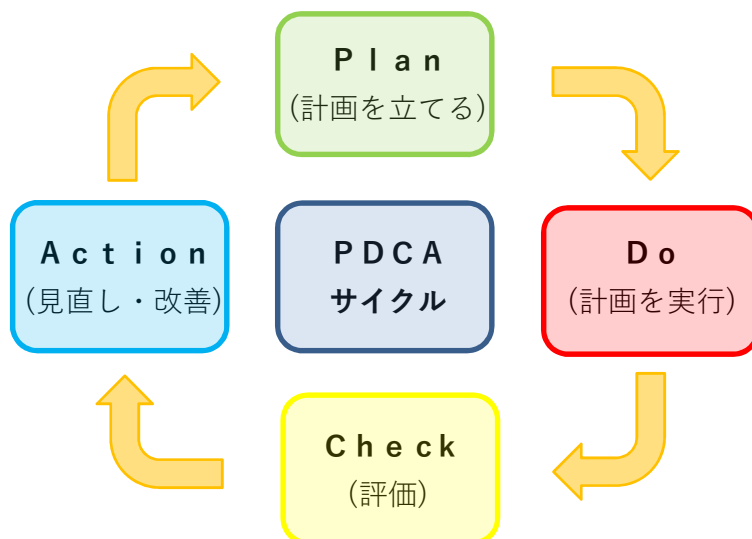 Ｐｌａｎ
(計画を立てる)
Ａｃｔｉｏｎ
(見直し・改善)
ＰＤＣＡ
サイクル
Ｄｏ
(計画を実行)
Ｃｈｅｃｋ
(評価)